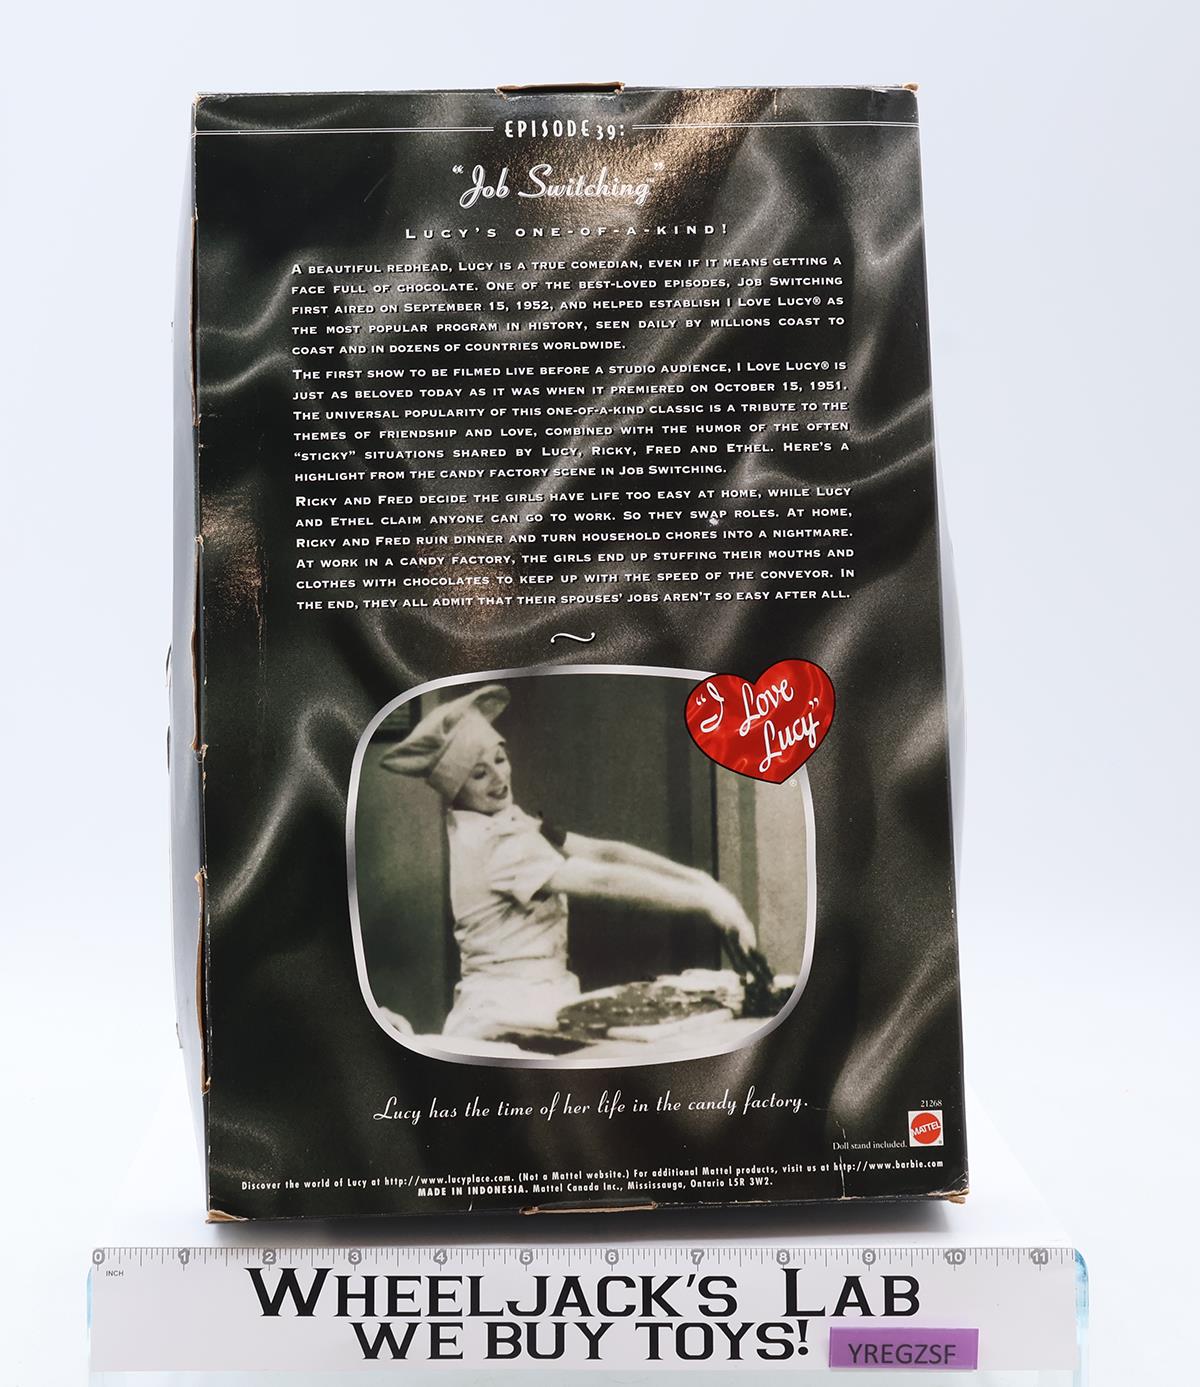 EPISODE 39:
"Job Switching"
LUCY'S ONE-OF-A-KIND!
A BEAUTIFUL REDHEAD, LUCY IS A TRUE COMEDIAN, EVEN IF IT MEANS GETTING A
FACE FULL OF CHOCOLATE. ONE OF THE BEST-LOVED EPISODES, JOB SWITCHING
FIRST AIRED ON SEPTEMBER 15, 1952, AND HELPED ESTABLISH I LOVE LUCY® AS
THE MOST POPULAR PROGRAM IN HISTORY, SEEN DAILY BY MILLIONS COAST TO
COAST AND IN DOZENS OF COUNTRIES WORLDWIDE.
THE FIRST SHOW TO BE FILMED LIVE BEFORE A STUDIO AUDIENCE, I LOVE LUCY® IS
JUST AS BELOVED TODAY AS IT WAS WHEN IT PREMIERED ON OCTOBER 15, 1951.
THE UNIVERSAL POPULARITY OF THIS ONE-OF-A-KIND CLASSIC IS A TRIBUTE TO THE
THEMES OF FRIENDSHIP AND LOVE, COMBINED WITH THE HUMOR OF THE OFTEN
"STICKY" SITUATIONS SHARED BY LUCY, RICKY, FRED AND ETHEL. HERE'S A
HIGHLIGHT FROM THE CANDY FACTORY SCENE IN JOB SWITCHING.
RICKY AND FRED DECIDE THE GIRLS HAVE LIFE TOO EASY AT HOME, WHILE LUCY
AND ETHEL CLAIM ANYONE CAN GO TO WORK. SO THEY SWAP ROLES. AT HOME,
RICKY AND FRED RUIN DINNER AND TURN HOUSEHOLD CHORES INTO A NIGHTMARE.
AT WORK IN A CANDY FACTORY, THE GIRLS END UP STUFFING THEIR MOUTHS AND
CLOTHES WITH CHOCOLATES TO KEEP UP WITH THE SPEED OF THE CONVEYOR. IN
THE END, THEY ALL ADMIT THAT THEIR SPOUSES' JOBS AREN'T SO EASY AFTER ALL.
"I Love
Lucy"
®
Lucy has the time of her life in the candy factory.
21268
MATTEL
®
Doll stand included.
Discover the world of Lucy at http://www.lucyplace.com. (Not a Mattel website.) For additional Mattel products, visit us at http://www.barbie.com
MADE IN INDONESIA. Mattel Canada Inc., Mississauga, Ontario L5R 3W2.
0 1 2 3 4 5 6 7 8 9 10 11
INCH
WHEELJACK'S LAB
WE BUY TOYS!
YREGZSF